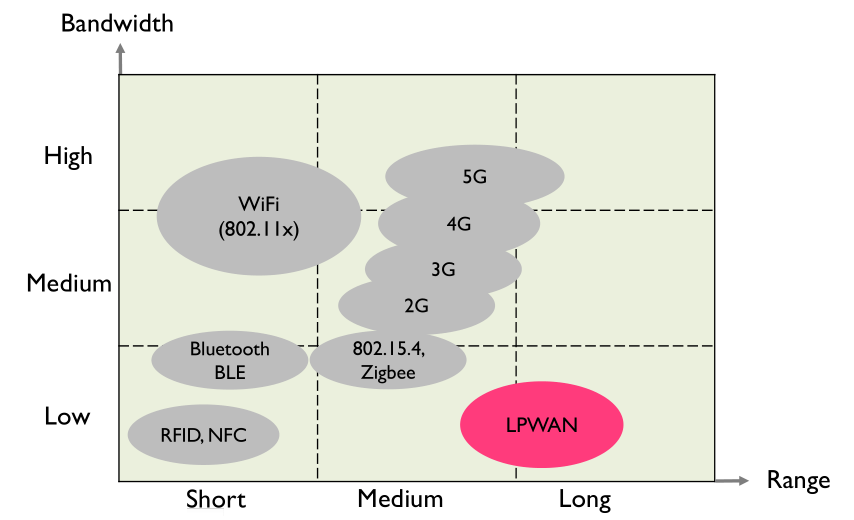 Bandwidth
High
5G
WiFi
(802.11x)
4G
3G
Medium
2G
Bluetooth
BLE
802.15.4,
Zigbee
Low
LPWAN
RFID, NFC
Range
Short
Medium
Long